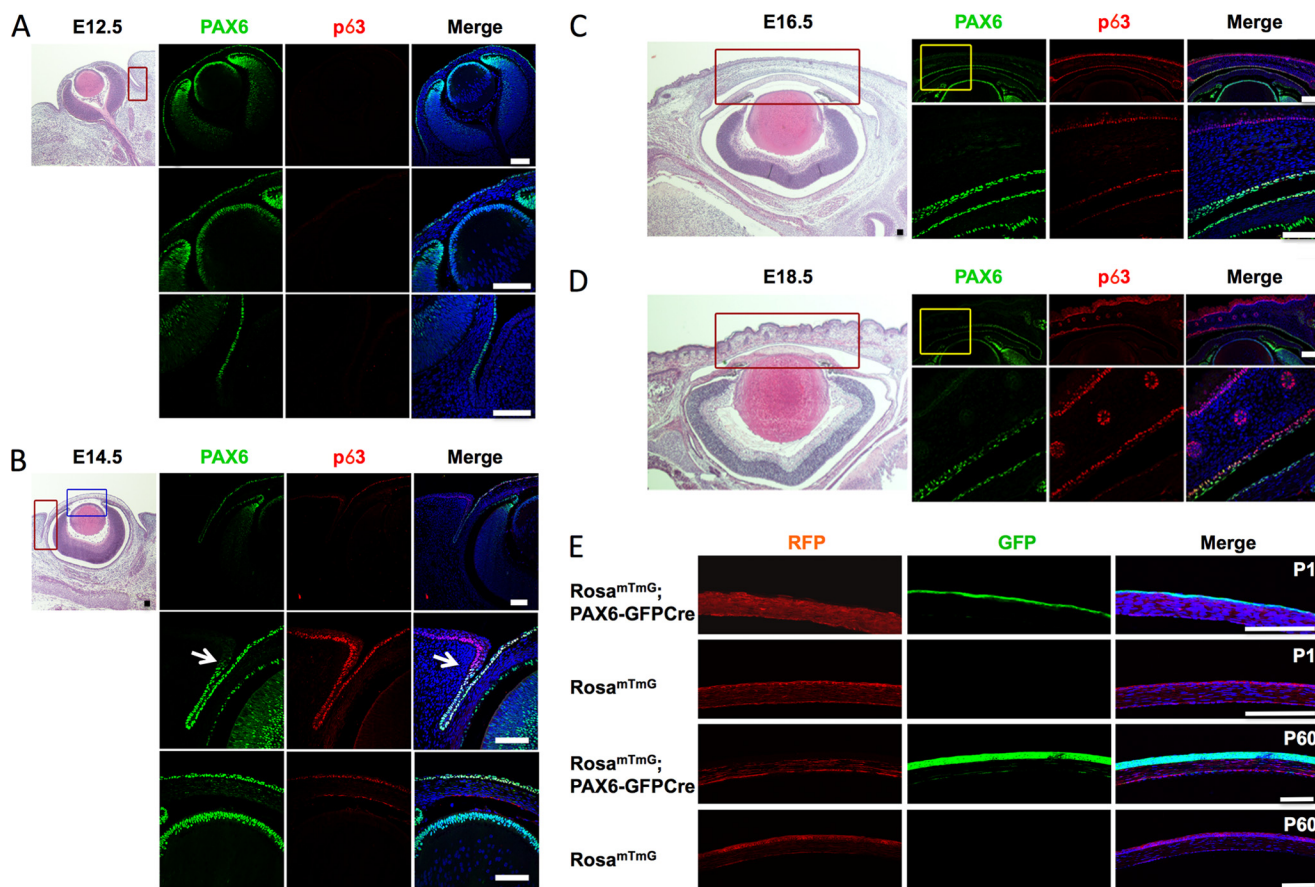 A
E12.5
PAX6
p63
Merge
B
E14.5
PAX6
p63
Merge
C
E16.5
PAX6
p63
Merge
D
E18.5
PAX6
p63
Merge
E
RFP
GFP
Merge
Rosa^mTmG;
PAX6-GFPCre
P1
Rosa^mTmG
P1
Rosa^mTmG;
PAX6-GFPCre
P60
Rosa^mTmG
P60